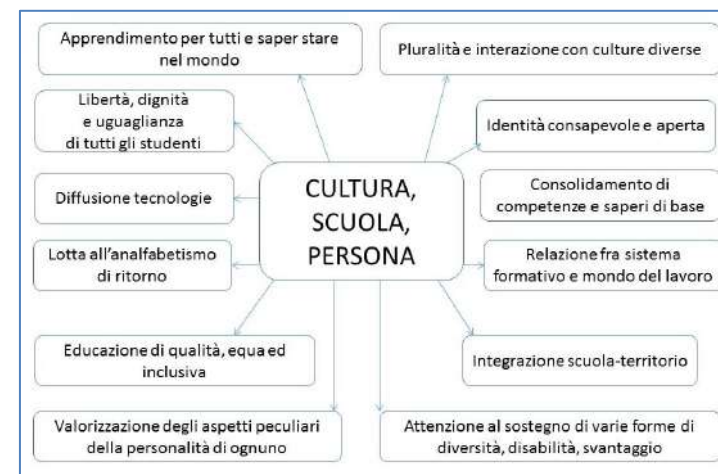 Apprendimento per tutti e saper stare
nel mondo
Pluralità e interazione con culture diverse
Libertà, dignità
e uguaglianza
di tutti gli studenti
Identità consapevole e aperta
Diffusione tecnologie
CULTURA,
SCUOLA,
PERSONA
Consolidamento di
competenze e saperi di base
Lotta all'analfabetismo
di ritorno
Relazione fra sistema
formativo e mondo del lavoro
Educazione di qualità, equa ed
inclusiva
Integrazione scuola-territorio
Valorizzazione degli aspetti peculiari
della personalità di ognuno
Attenzione al sostegno di varie forme di
diversità, disabilità, svantaggio